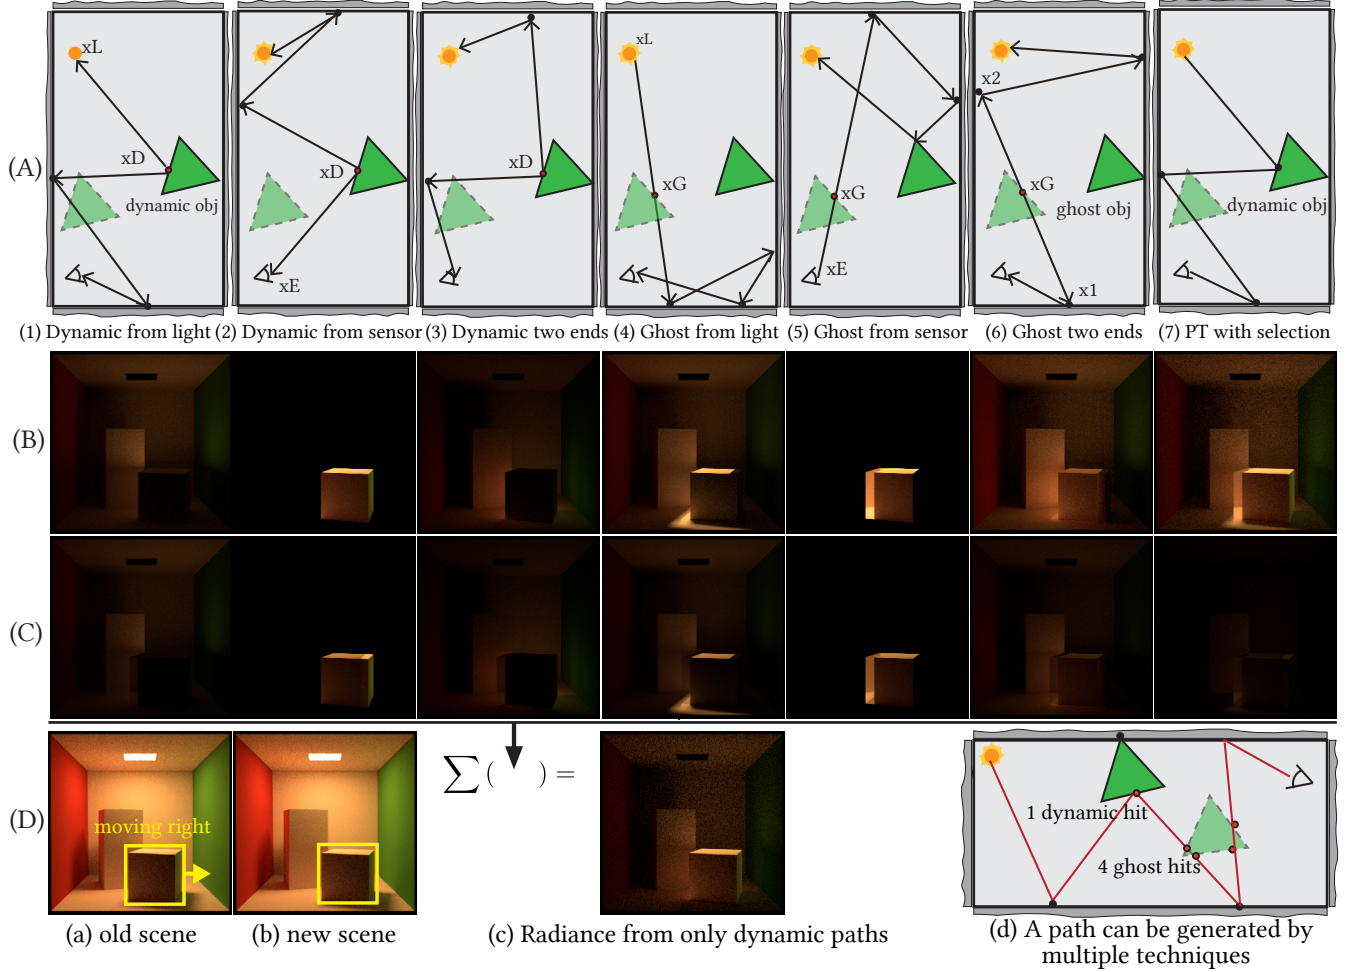 xL
xD
dynamic obj
xD
xE
xD
xL
xG
xG
xE
x2
xG
ghost obj
x1
dynamic obj
(A)
(1) Dynamic from light (2) Dynamic from sensor (3) Dynamic two ends (4) Ghost from light (5) Ghost from sensor (6) Ghost two ends (7) PT with selection
(B)
(C)
(D)
moving right
∑ ( ) =
1 dynamic hit
4 ghost hits
(a) old scene (b) new scene (c) Radiance from only dynamic paths (d) A path can be generated by
multiple techniques